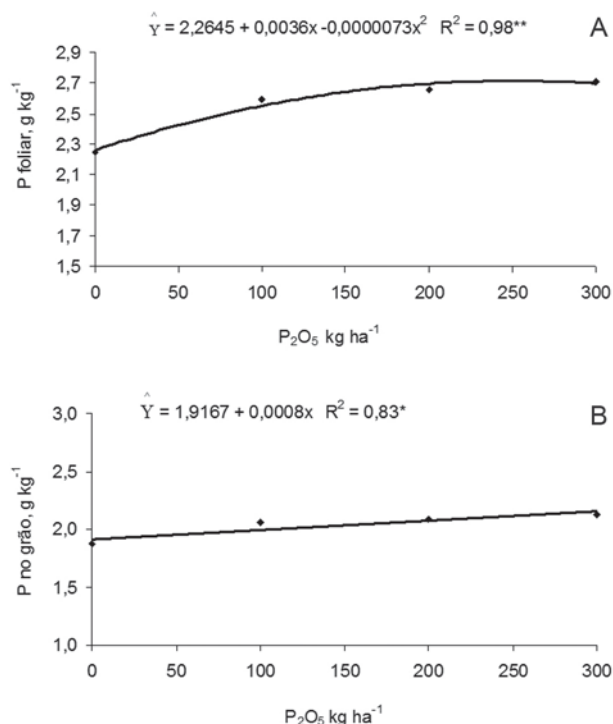 Ŷ = 2,2645 + 0,0036x -0,0000073x² R² = 0,98**
A
P foliar, g kg⁻¹
2,9
2,7
2,5
2,3
2,1
1,9
1,7
1,5
0 50 100 150 200 250 300
P₂O₅ kg ha⁻¹
Ŷ = 1,9167 + 0,0008x R² = 0,83*
B
P no grão, g kg⁻¹
3,0
2,5
2,0
1,5
1,0
0 50 100 150 200 250 300
P₂O₅ kg ha⁻¹